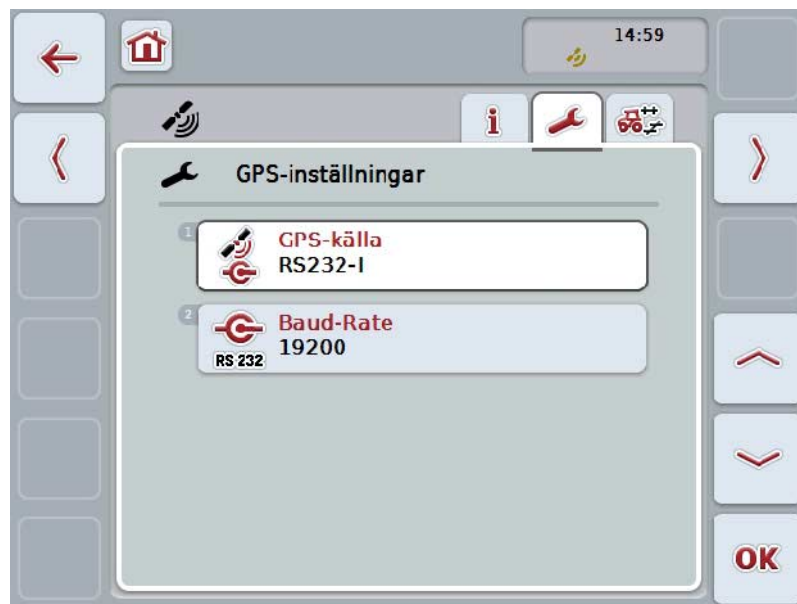 14:59
i
GPS-inställningar
1
GPS-källa
RS232-I
2
Baud-Rate
RS 232
19200
OK